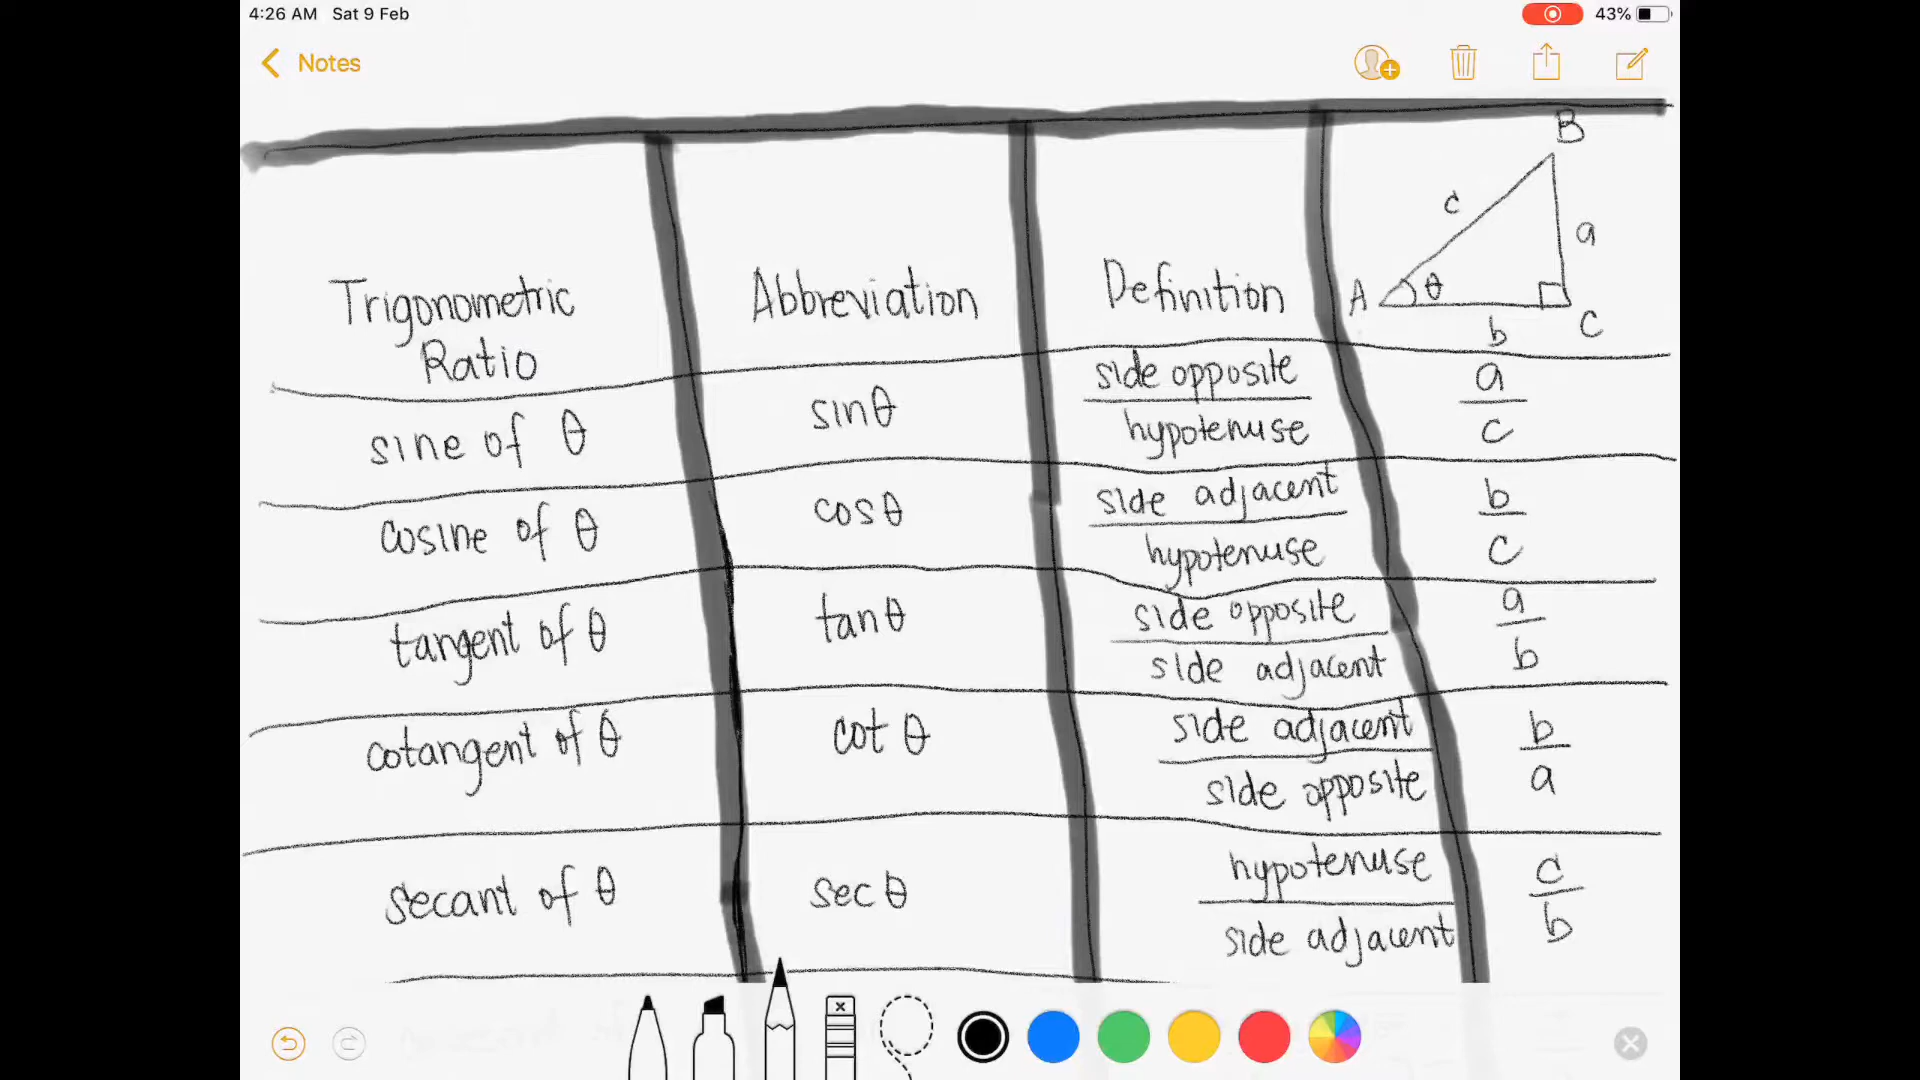 4:26 AM Sat 9 Feb
43%
Notes
B
c
a
A θ
b
C
Trigonometric
Ratio
Abbreviation
Definition
sine of θ
sinθ
side opposite
hypotenuse
a
c
cosine of θ
cosθ
side adjacent
hypotenuse
b
c
tangent of θ
tanθ
side opposite
side adjacent
a
b
cotangent of θ
cot θ
side adjacent
side opposite
b
a
secant of θ
sec θ
hypotenuse
side adjacent
c
b